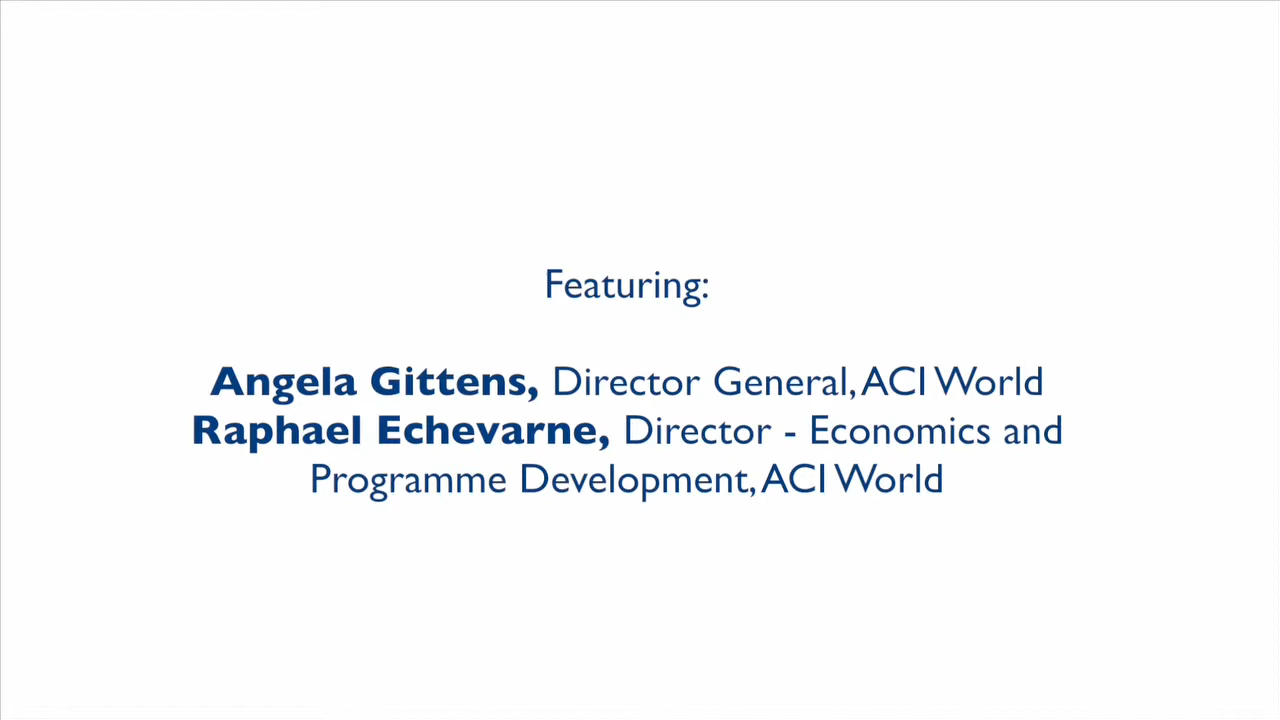 Featuring:
Angela Gittens, Director General, ACI World
Raphael Echevarne, Director - Economics and
Programme Development, ACI World